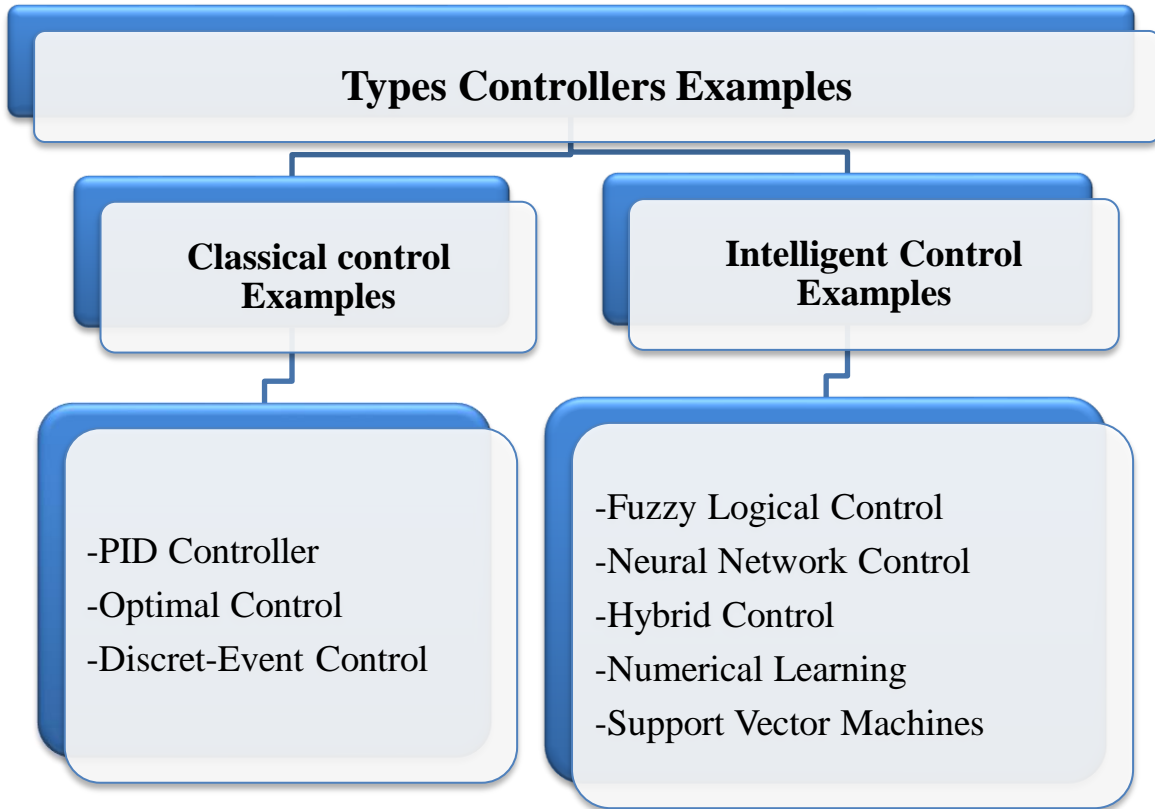 Types Controllers Examples
Classical control
Examples
Intelligent Control
Examples
-PID Controller
-Optimal Control
-Discret-Event Control
-Fuzzy Logical Control
-Neural Network Control
-Hybrid Control
-Numerical Learning
-Support Vector Machines